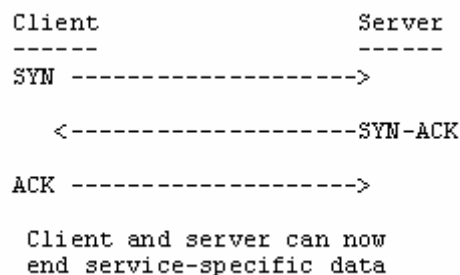 Client Server
------ ------
SYN -------------------->
<--------------------SYN-ACK
ACK -------------------->
Client and server can now
end service-specific data